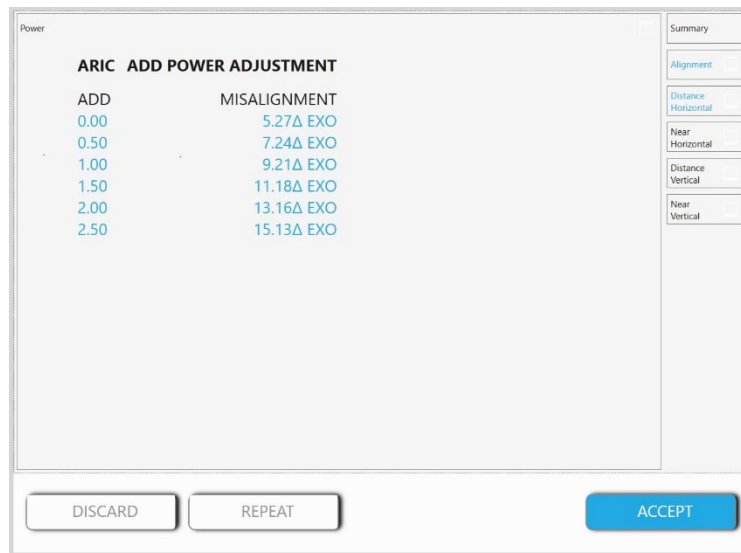 Power
ARIC ADD POWER ADJUSTMENT
ADD MISALIGNMENT
0.00 5.27Δ EXO
0.50 7.24Δ EXO
1.00 9.21Δ EXO
1.50 11.18Δ EXO
2.00 13.16Δ EXO
2.50 15.13Δ EXO
Summary
Alignment
Distance
Horizontal
Near
Horizontal
Distance
Vertical
Near
Vertical
DISCARD
REPEAT
ACCEPT